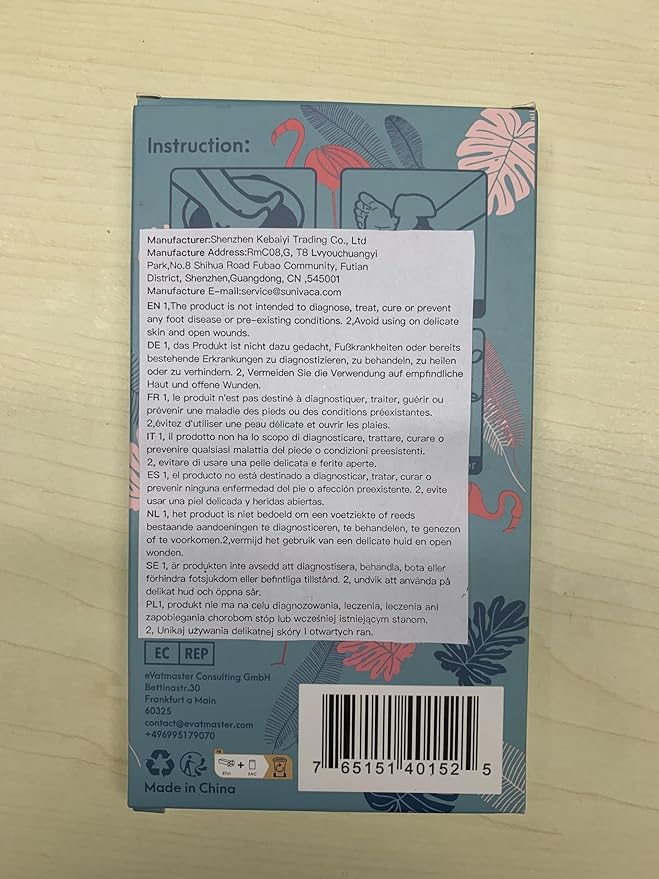 Instruction:
Manufacturer:Shenzhen Kebaiyi Trading Co., Ltd
Manufacture Address:RmC08,G, T8 Lvyouchuangyi
Park,No.8 Shihua Road Fubao Community, Futian
District, Shenzhen,Guangdong, CN ,545001
Manufacture E-mail:service@sunivaca.com
EN 1,The product is not intended to diagnose, treat, cure or prevent
any foot disease or pre-existing conditions. 2,Avoid using on delicate
skin and open wounds.
DE 1, das Produkt ist nicht dazu gedacht, Fußkrankheiten oder bereits
bestehende Erkrankungen zu diagnostizieren, zu behandeln, zu heilen
oder zu verhindern. 2, Vermeiden Sie die Verwendung auf empfindliche
Haut und offene Wunden.
FR 1, le produit n'est pas destiné à diagnostiquer, traiter, guérir ou
prévenir une maladie des pieds ou des conditions préexistantes.
2,évitez d'utiliser une peau délicate et ouvrir les plaies.
IT 1, il prodotto non ha lo scopo di diagnosticare, trattare, curare o
prevenire qualsiasi malattia del piede o condizioni preesistenti.
2, evitare di usare una pelle delicata e ferite aperte.
ES 1, el producto no está destinado a diagnosticar, tratar, curar o
prevenir ninguna enfermedad del pie o afección preexistente. 2, evite
usar una piel delicada y heridas abiertas.
NL 1, het product is niet bedoeld om een voetziekte of reeds
bestaande aandoeningen te diagnosticeren, te behandelen, te genezen
of te voorkomen.2,vermijd het gebruik van een delicate huid en open
wonden.
SE 1, är produkten inte avsedd att diagnostisera, behandla, bota eller
förhindra fotsjukdom eller befintliga tillstånd. 2, undvik att använda på
delikat hud och öppna sår.
PL1, produkt nie ma na celu diagnozowania, leczenia, leczenia ani
zapobiegania chorobom stóp lub wcześniej istniejącym stanom.
2, Unikaj używania delikatnej skóry i otwartych ran.
EC REP
eVatmaster Consulting GmbH
Bettinastr.30
Frankfurt a Main
60325
contact@evatmaster.com
+496995179070
FR
ÉTUI + SAC
Made in China
7 65151 40152 5